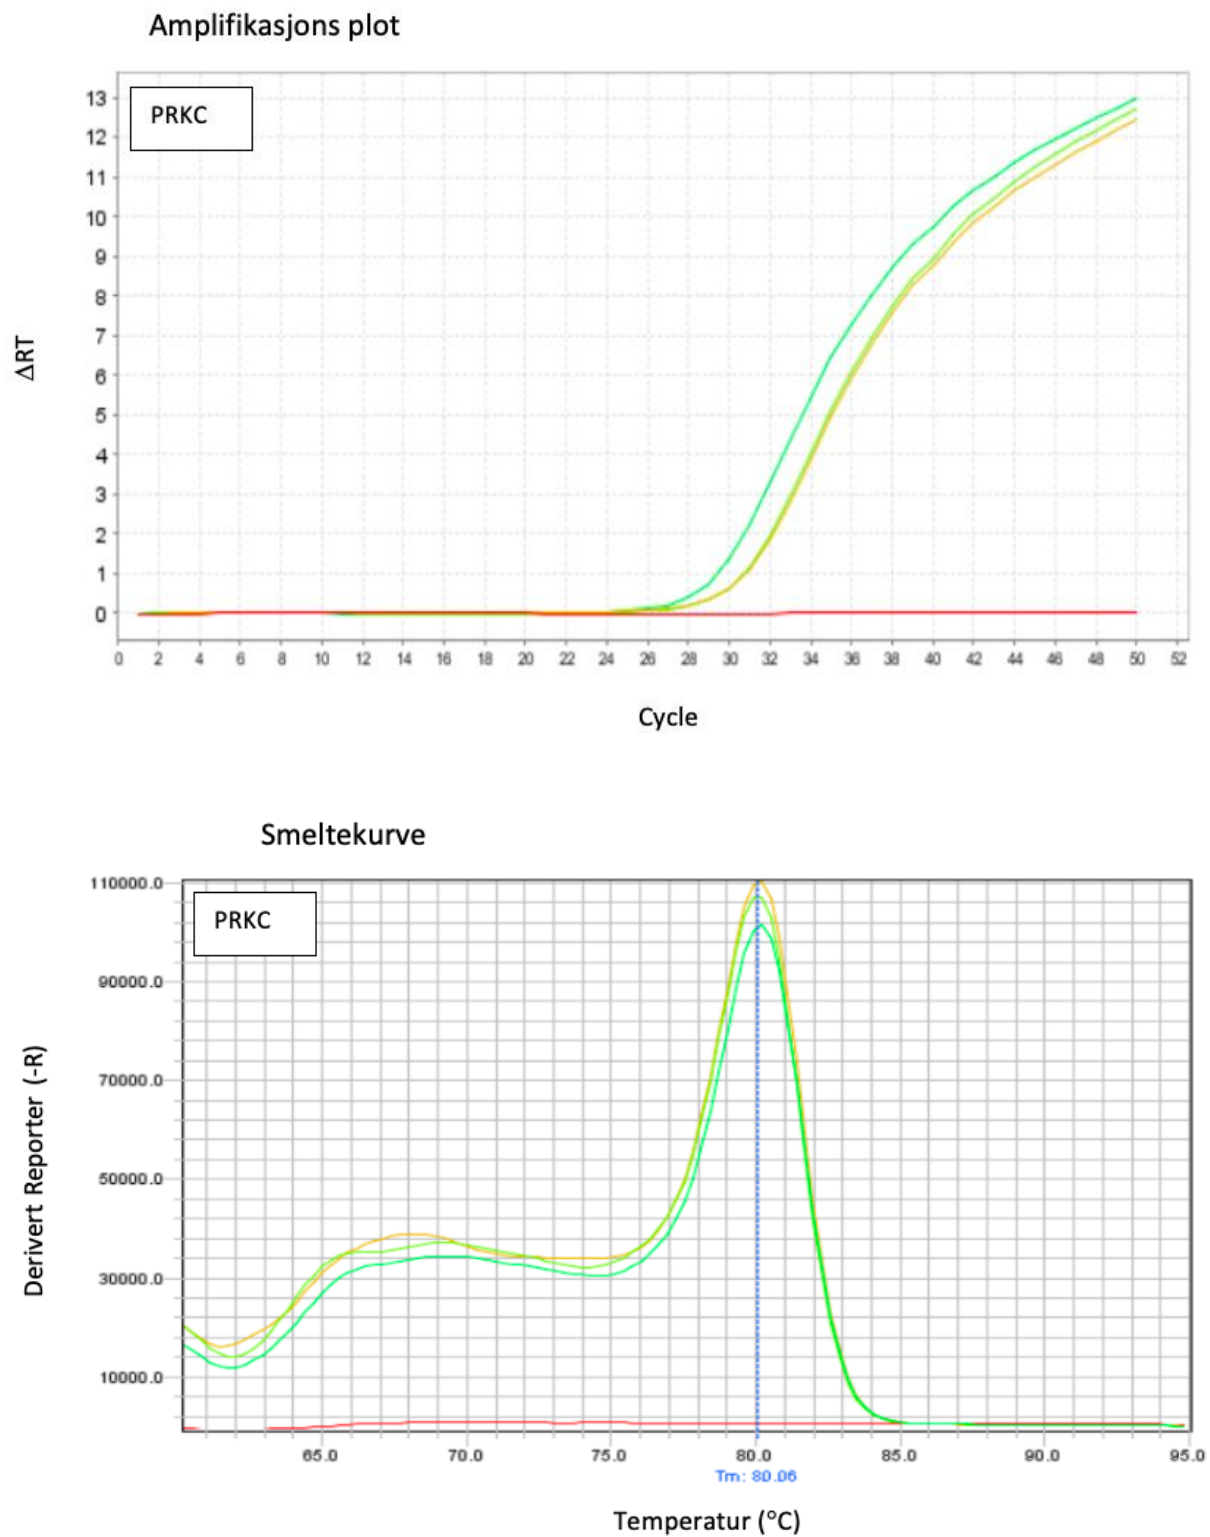 Amplifikasjons plot
PRKC
13
12
11
10
9
8
7
6
5
4
3
2
1
0
ΔRT
0 2 4 6 8 10 12 14 16 18 20 22 24 26 28 30 32 34 36 38 40 42 44 46 48 50 52
Cycle
Smeltekurve
PRKC
110000.0
90000.0
70000.0
50000.0
30000.0
10000.0
Derivert Reporter (-R)
65.0 70.0 75.0 80.0 85.0 90.0 95.0
Tm: 80.06
Temperatur (°C)